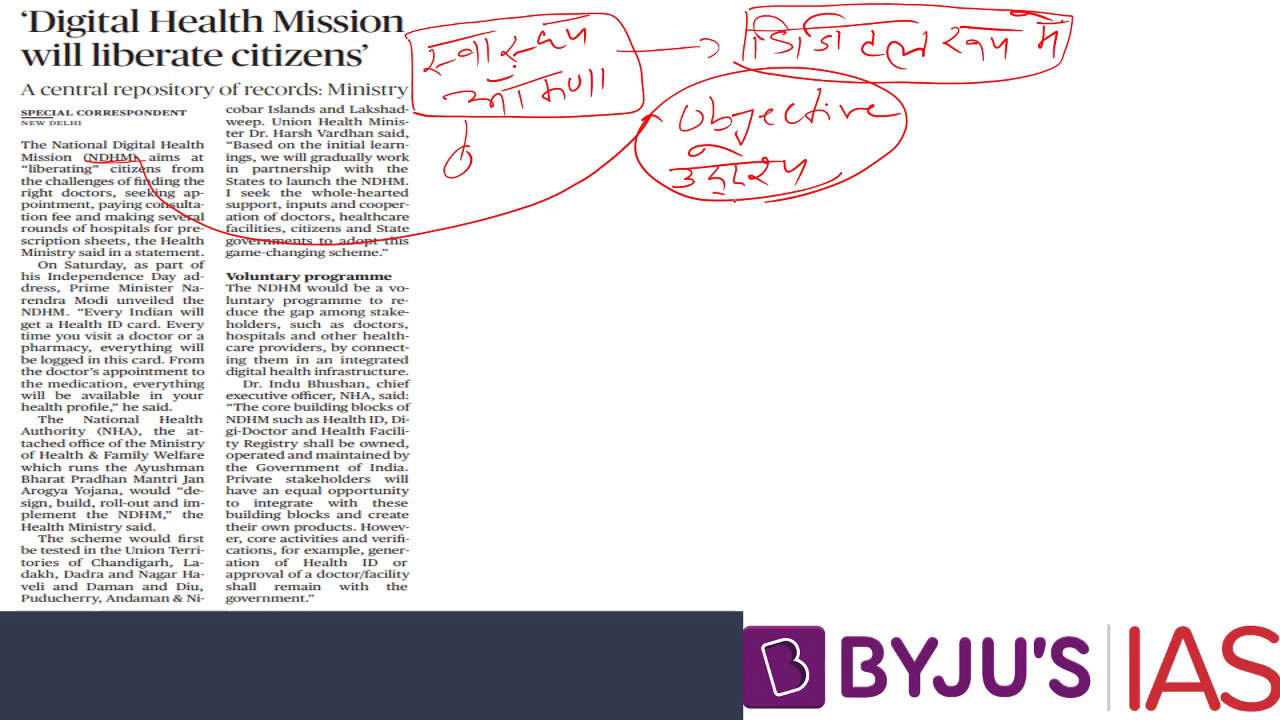 ‘Digital Health Mission
will liberate citizens’
A central repository of records: Ministry
SPECIAL CORRESPONDENT
NEW DELHI
The National Digital Health
Mission (NDHM) aims at
“liberating” citizens from
the challenges of finding the
right doctors, seeking ap-
pointment, paying consulta-
tion fee and making several
rounds of hospitals for pre-
scription sheets, the Health
Ministry said in a statement.
On Saturday, as part of
his Independence Day ad-
dress, Prime Minister Na-
rendra Modi unveiled the
NDHM. “Every Indian will
get a Health ID card. Every
time you visit a doctor or a
pharmacy, everything will
be logged in this card. From
the doctor’s appointment to
the medication, everything
will be available in your
health profile,” he said.
The National Health
Authority (NHA), the at-
tached office of the Ministry
of Health & Family Welfare
which runs the Ayushman
Bharat Pradhan Mantri Jan
Arogya Yojana, would “de-
sign, build, roll-out and im-
plement the NDHM,” the
Health Ministry said.
The scheme would first
be tested in the Union Terri-
tories of Chandigarh, La-
dakh, Dadra and Nagar Ha-
veli and Daman and Diu,
Puducherry, Andaman & Ni-
cobar Islands and Lakshad-
weep. Union Health Minis-
ter Dr. Harsh Vardhan said,
“Based on the initial learn-
ings, we will gradually work
in partnership with the
States to launch the NDHM.
I seek the whole-hearted
support, inputs and cooper-
ation of doctors, healthcare
facilities, citizens and State
governments to adopt this
game-changing scheme.”
Voluntary programme
The NDHM would be a vo-
luntary programme to re-
duce the gap among stake-
holders, such as doctors,
hospitals and other health-
care providers, by connect-
ing them in an integrated
digital health infrastructure.
Dr. Indu Bhushan, chief
executive officer, NHA, said:
“The core building blocks of
NDHM such as Health ID, Di-
gi-Doctor and Health Facili-
ty Registry shall be owned,
operated and maintained by
the Government of India.
Private stakeholders will
have an equal opportunity
to integrate with these
building blocks and create
their own products. Howev-
er, core activities and verifi-
cations, for example, gener-
ation of Health ID or
approval of a doctor/facility
shall remain with the
government.”
डिजिटल रूप में
Objective
उद्देश्य
BYJU'S IAS